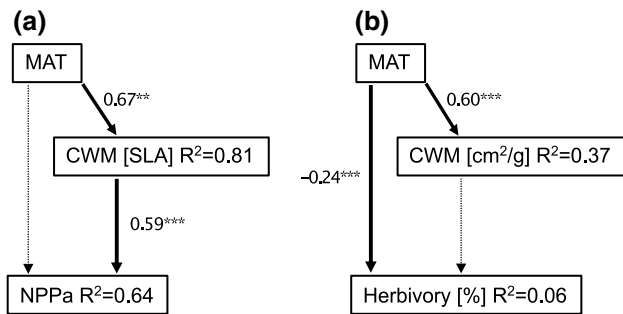 (a)
MAT
0.67**
CWM [SLA] R²=0.81
0.59***
NPPa R²=0.64
(b)
MAT
0.60***
CWM [cm²/g] R²=0.37
−0.24***
Herbivory [%] R²=0.06